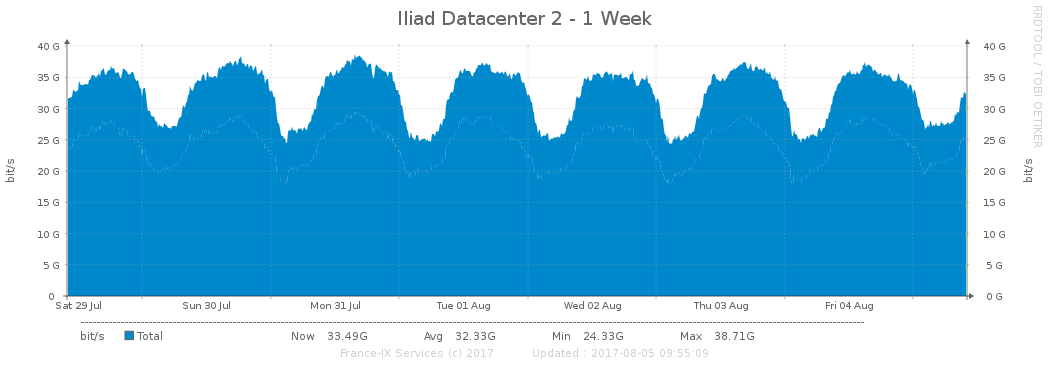 Iliad Datacenter 2 - 1 Week
RRDTOOL / TOBI OETIKER
40 G 40 G
35 G 35 G
30 G 30 G
25 G 25 G
20 G 20 G
15 G 15 G
10 G 10 G
5 G 5 G
0 0 G
bit/s bit/s
Sat 29 Jul Sun 30 Jul Mon 31 Jul Tue 01 Aug Wed 02 Aug Thu 03 Aug Fri 04 Aug
bit/s Total Now 33.49G Avg 32.33G Min 24.33G Max 38.71G
France-IX Services (c) 2017 Updated : 2017-08-05 09:55:09